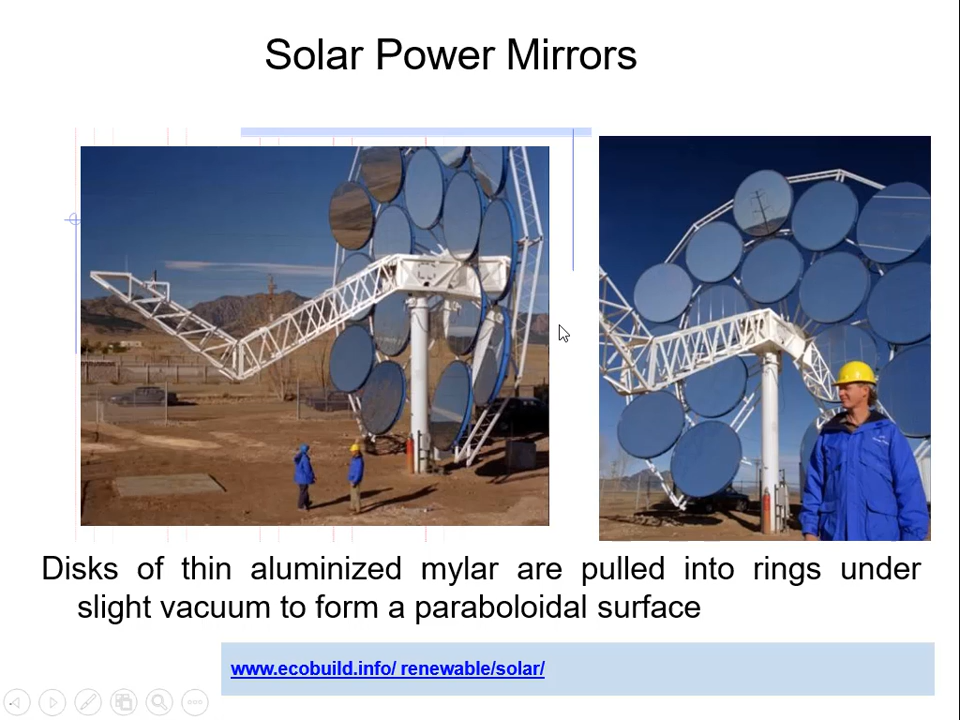 Solar Power Mirrors
Disks of thin aluminized mylar are pulled into rings under
slight vacuum to form a paraboloidal surface
www.ecobuild.info/ renewable/solar/